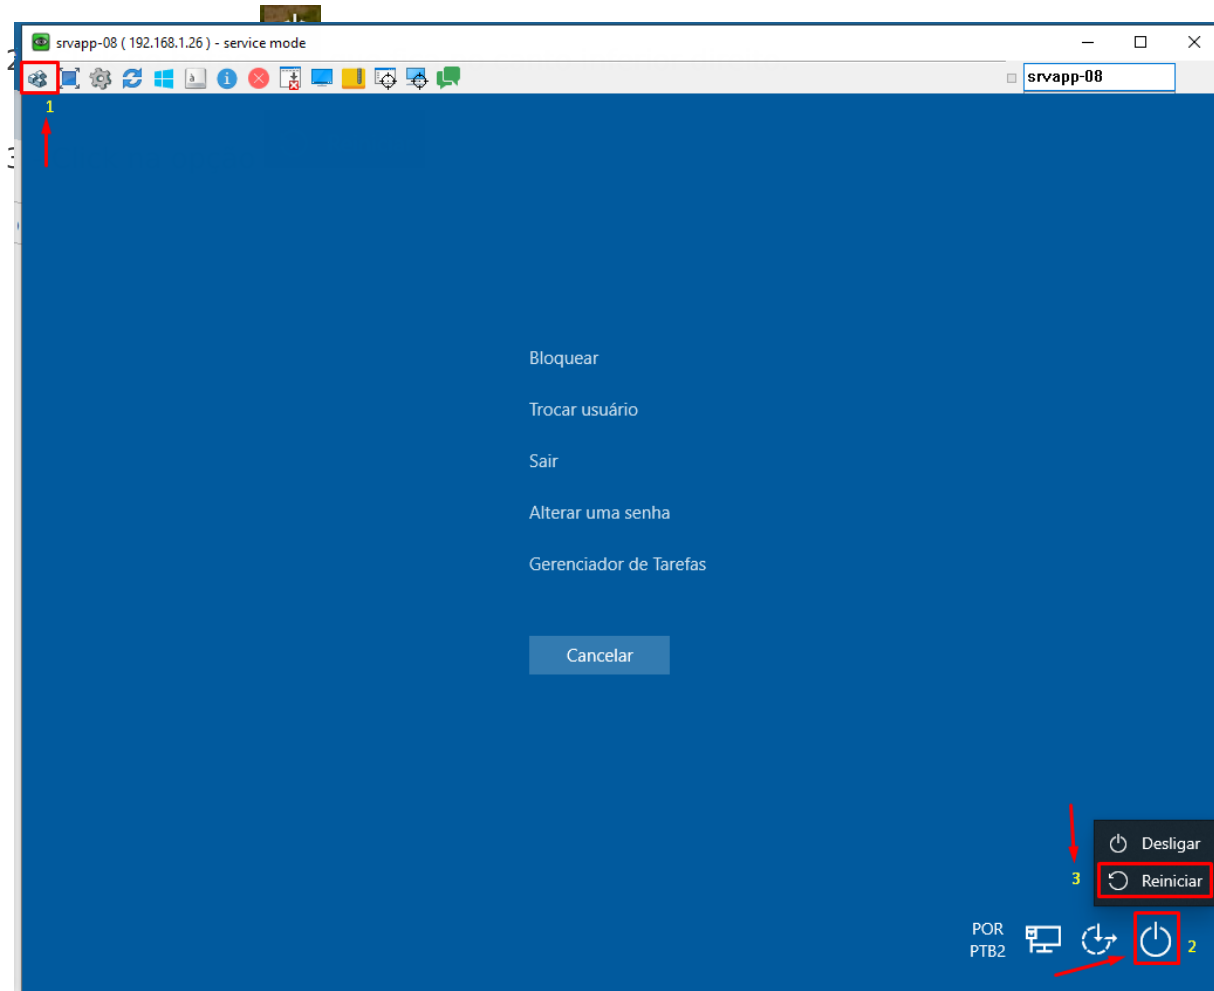 srvapp-08 ( 192.168.1.26 ) - service mode
srvapp-08
1
Bloquear
Trocar usuário
Sair
Alterar uma senha
Gerenciador de Tarefas
Cancelar
Desligar
3 Reiniciar
POR
PTB2
2